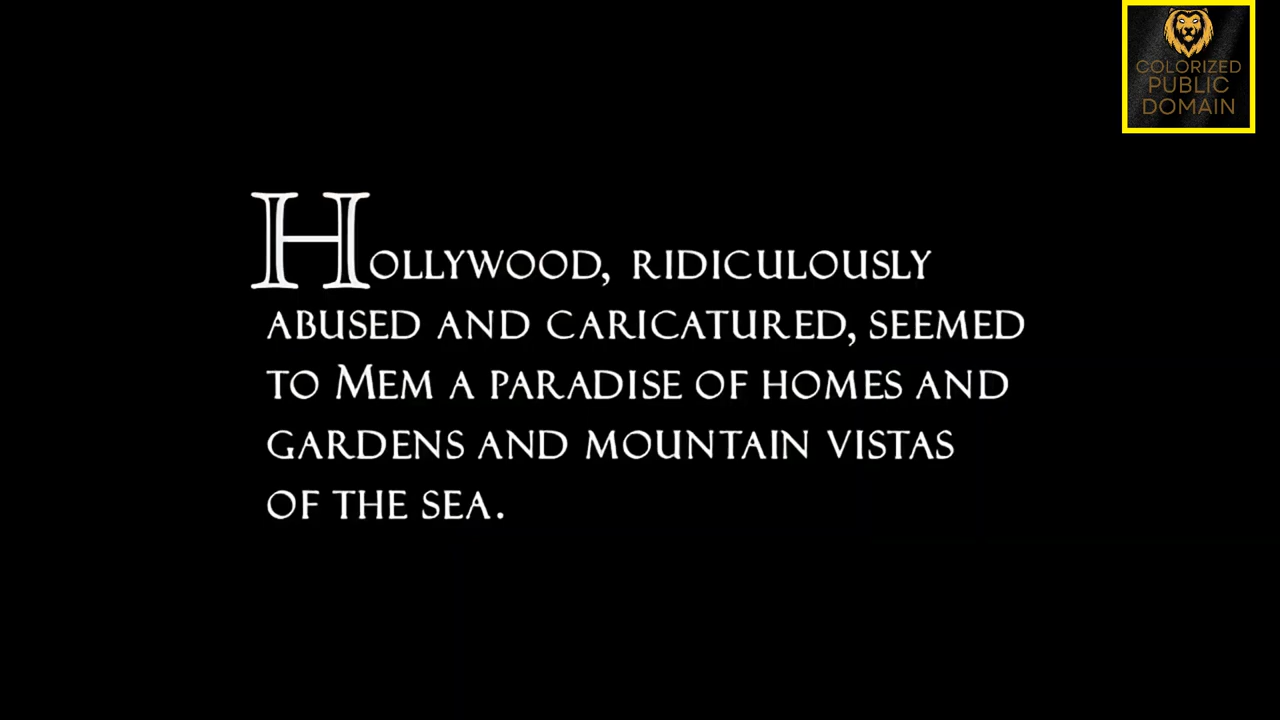 COLORIZED
PUBLIC
DOMAIN
HOLLYWOOD, RIDICULOUSLY
ABUSED AND CARICATURED, SEEMED
TO MEM A PARADISE OF HOMES AND
GARDENS AND MOUNTAIN VISTAS
OF THE SEA.